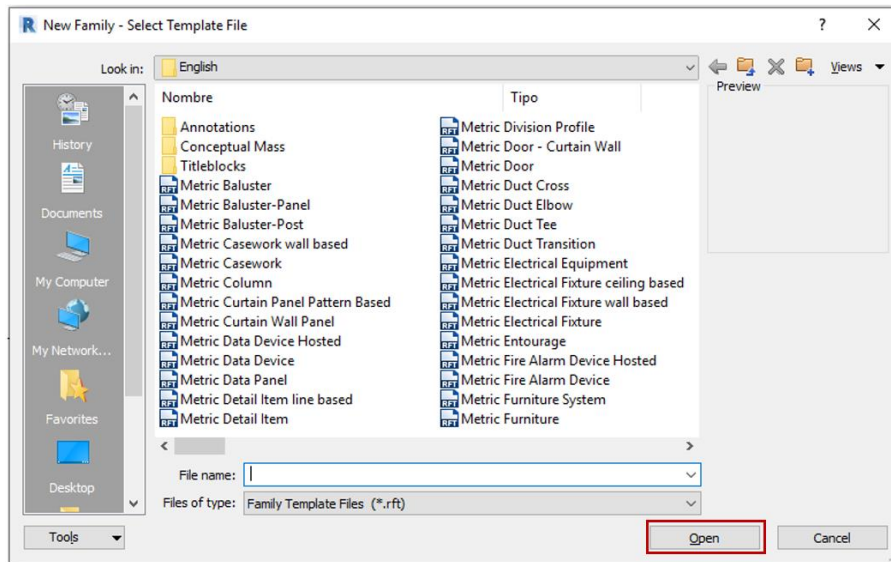 New Family - Select Template File
Look in: English
Views
Nombre Tipo
Preview
History
Documents
My Computer
My Network...
Favorites
Desktop
Annotations
Conceptual Mass
Titleblocks
Metric Baluster
Metric Baluster-Panel
Metric Baluster-Post
Metric Casework wall based
Metric Casework
Metric Column
Metric Curtain Panel Pattern Based
Metric Curtain Wall Panel
Metric Data Device Hosted
Metric Data Device
Metric Data Panel
Metric Detail Item line based
Metric Detail Item
Metric Division Profile
Metric Door - Curtain Wall
Metric Door
Metric Duct Cross
Metric Duct Elbow
Metric Duct Tee
Metric Duct Transition
Metric Electrical Equipment
Metric Electrical Fixture ceiling based
Metric Electrical Fixture wall based
Metric Electrical Fixture
Metric Entourage
Metric Fire Alarm Device Hosted
Metric Fire Alarm Device
Metric Furniture System
Metric Furniture
File name:
Files of type: Family Template Files (*.rft)
Tools Open Cancel